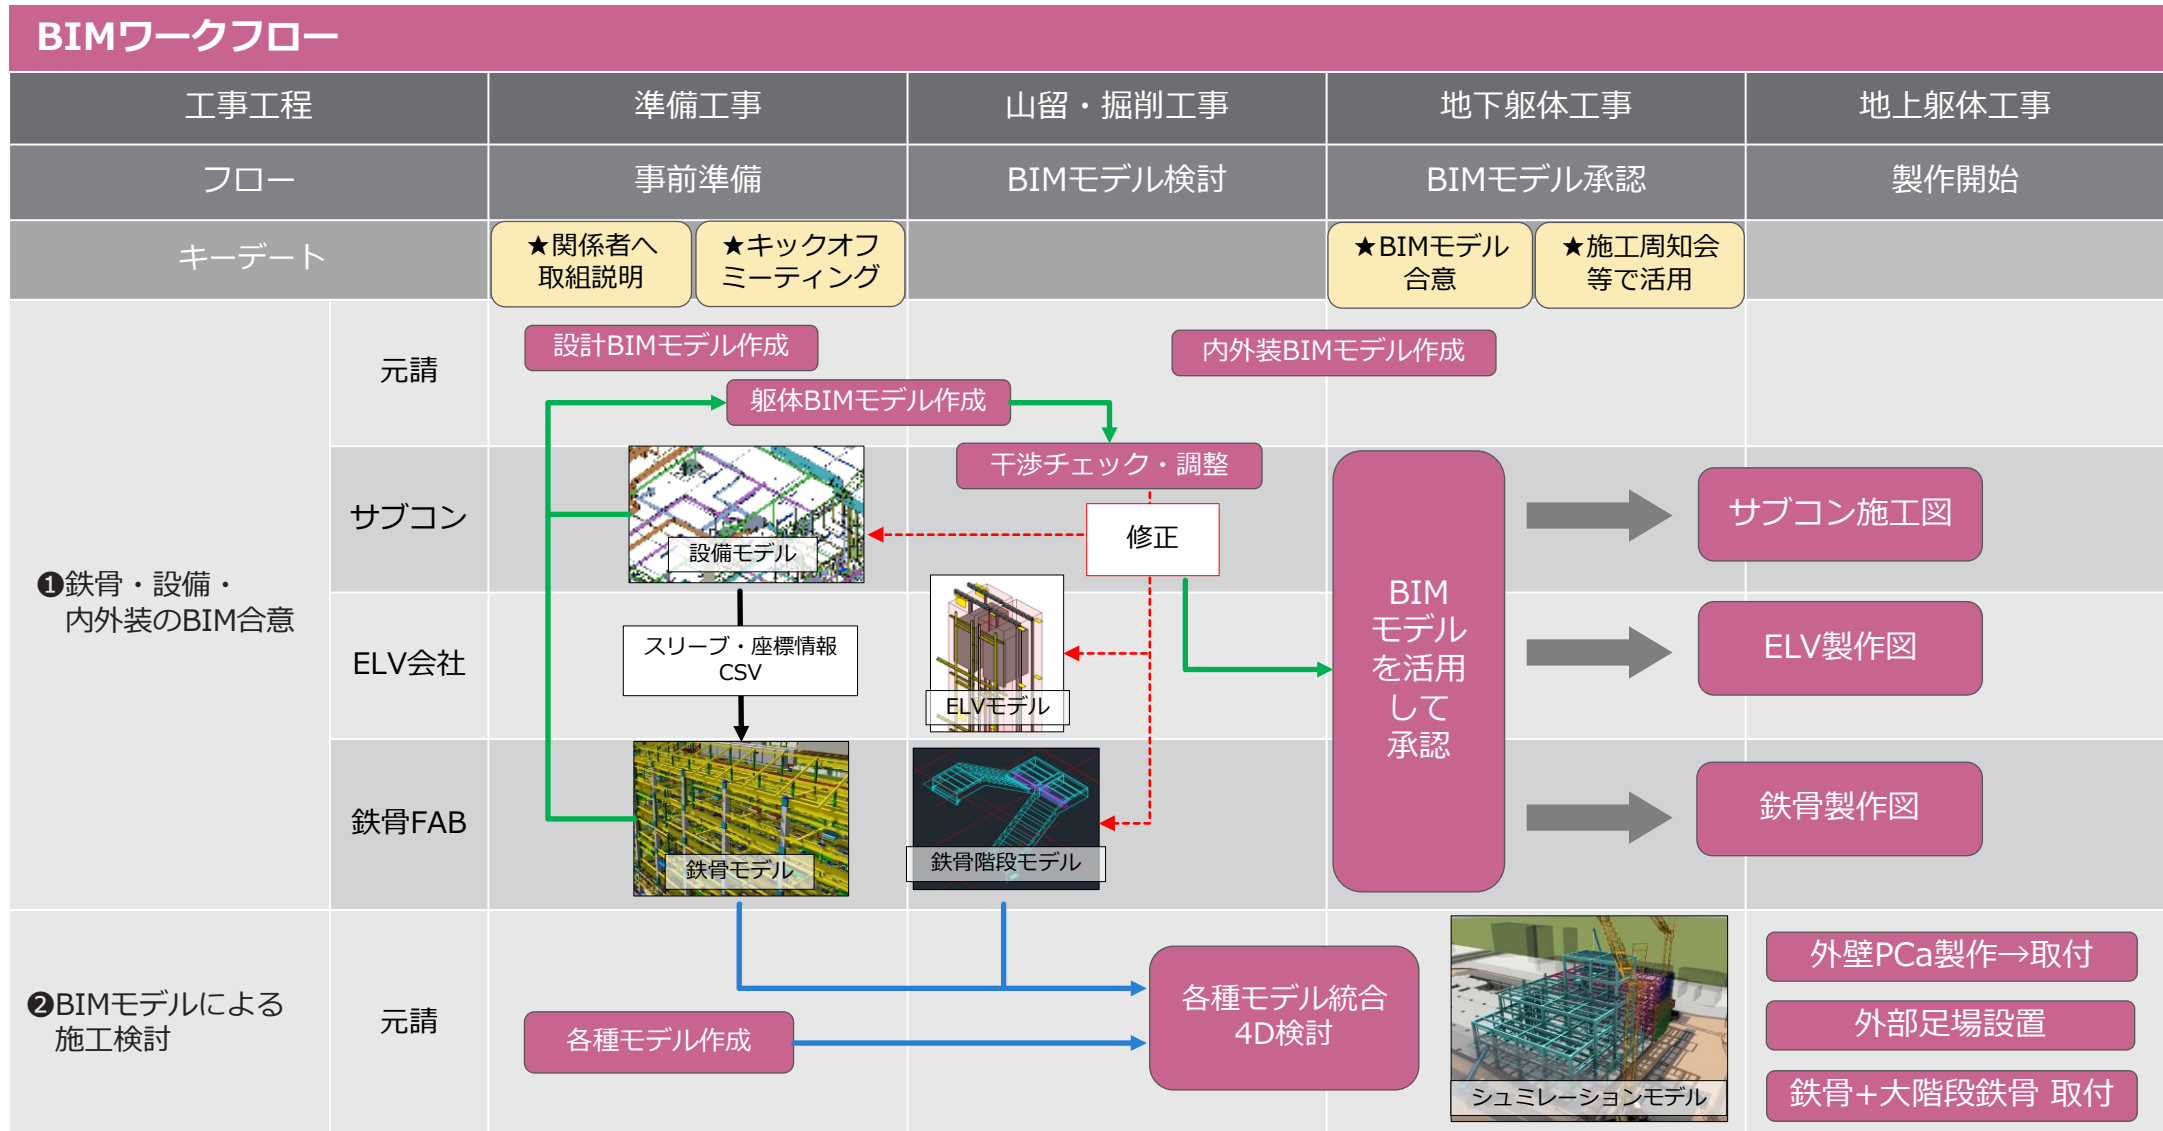 BIMワークフロー
工事工程
準備工事
山留・掘削工事
地下躯体工事
地上躯体工事
フロー
事前準備
BIMモデル検討
BIMモデル承認
製作開始
キーデート
★関係者へ
取組説明
★キックオフ
ミーティング
★BIMモデル
合意
★施工周知会
等で活用
❶鉄骨・設備・
内外装のBIM合意
元請
設計BIMモデル作成
内外装BIMモデル作成
躯体BIMモデル作成
サブコン
干渉チェック・調整
設備モデル
修正
BIM
モデル
を活用
して
承認
サブコン施工図
ELV会社
スリーブ・座標情報
CSV
ELVモデル
ELV製作図
鉄骨FAB
鉄骨モデル
鉄骨階段モデル
鉄骨製作図
❷BIMモデルによる
施工検討
元請
各種モデル作成
各種モデル統合
4D検討
シュミレーションモデル
外壁PCa製作→取付
外部足場設置
鉄骨+大階段鉄骨 取付